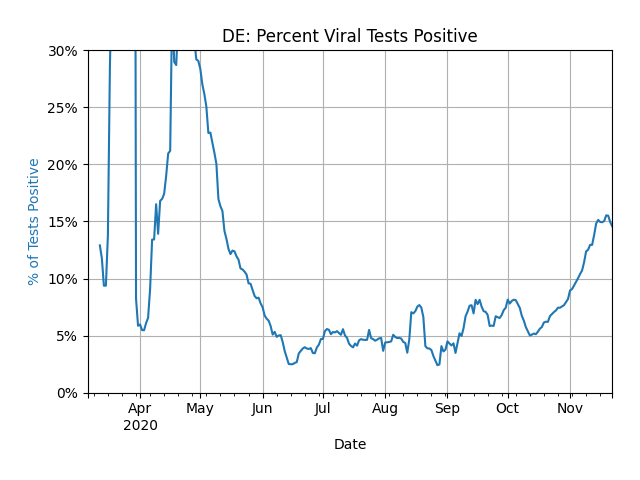 DE: Percent Viral Tests Positive
30%
25%
20%
15%
10%
5%
0%
% of Tests Positive
Apr May Jun Jul Aug Sep Oct Nov
2020
Date